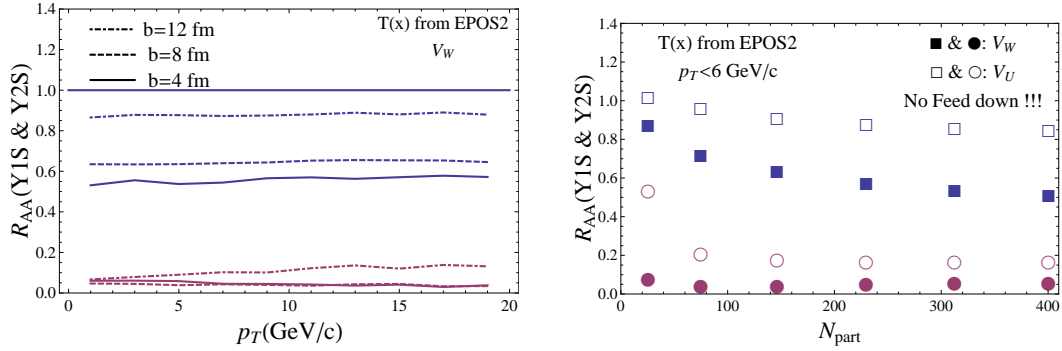 1.4
1.2
1.0
0.8
0.6
0.4
0.2
0.0
R_AA(Y1S & Y2S)
b=12 fm
b=8 fm
b=4 fm
T(x) from EPOS2
V_W
0 5 10 15 20
p_T(GeV/c)
1.4
1.2
1.0
0.8
0.6
0.4
0.2
0.0
R_AA(Y1S & Y2S)
T(x) from EPOS2
p_T<6 GeV/c
■ & ●: V_W
□ & ○: V_U
No Feed down !!!
0 100 200 300 400
N_part